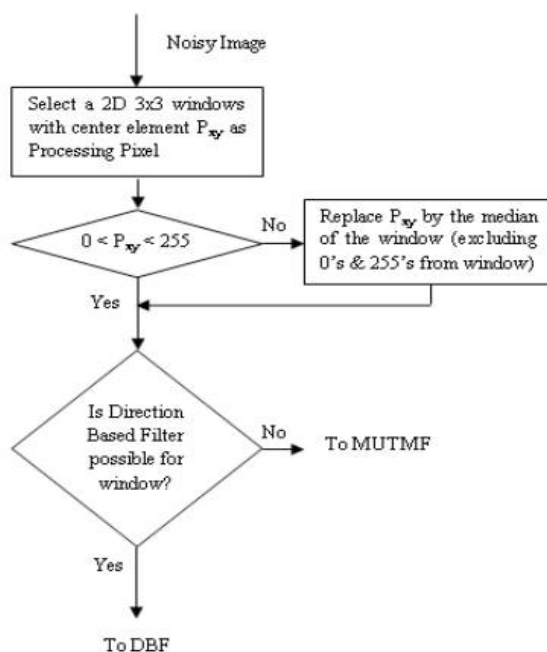 Noisy Image
Select a 2D 3x3 windows
with center element Pxy as
Processing Pixel
0 < Pxy < 255
No
Replace Pxy by the median
of the window (excluding
0's & 255's from window)
Yes
Is Direction
Based Filter
possible for
window?
No
To MUTMF
Yes
To DBF